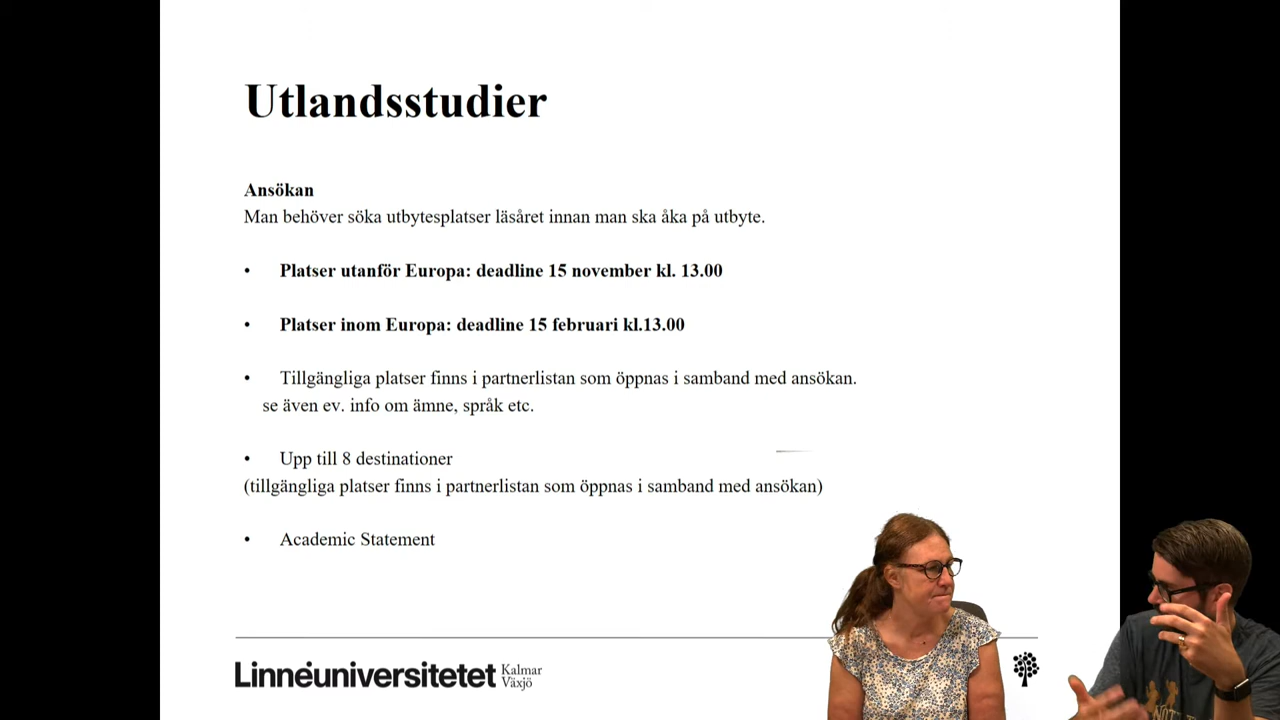 Utlandsstudier
Ansökan
Man behöver söka utbytesplatser läsåret innan man ska åka på utbyte.
• Platser utanför Europa: deadline 15 november kl. 13.00
• Platser inom Europa: deadline 15 februari kl.13.00
• Tillgängliga platser finns i partnerlistan som öppnas i samband med ansökan.
se även ev. info om ämne, språk etc.
• Upp till 8 destinationer
(tillgängliga platser finns i partnerlistan som öppnas i samband med ansökan)
• Academic Statement
Linnéuniversitetet
Kalmar
Växjö